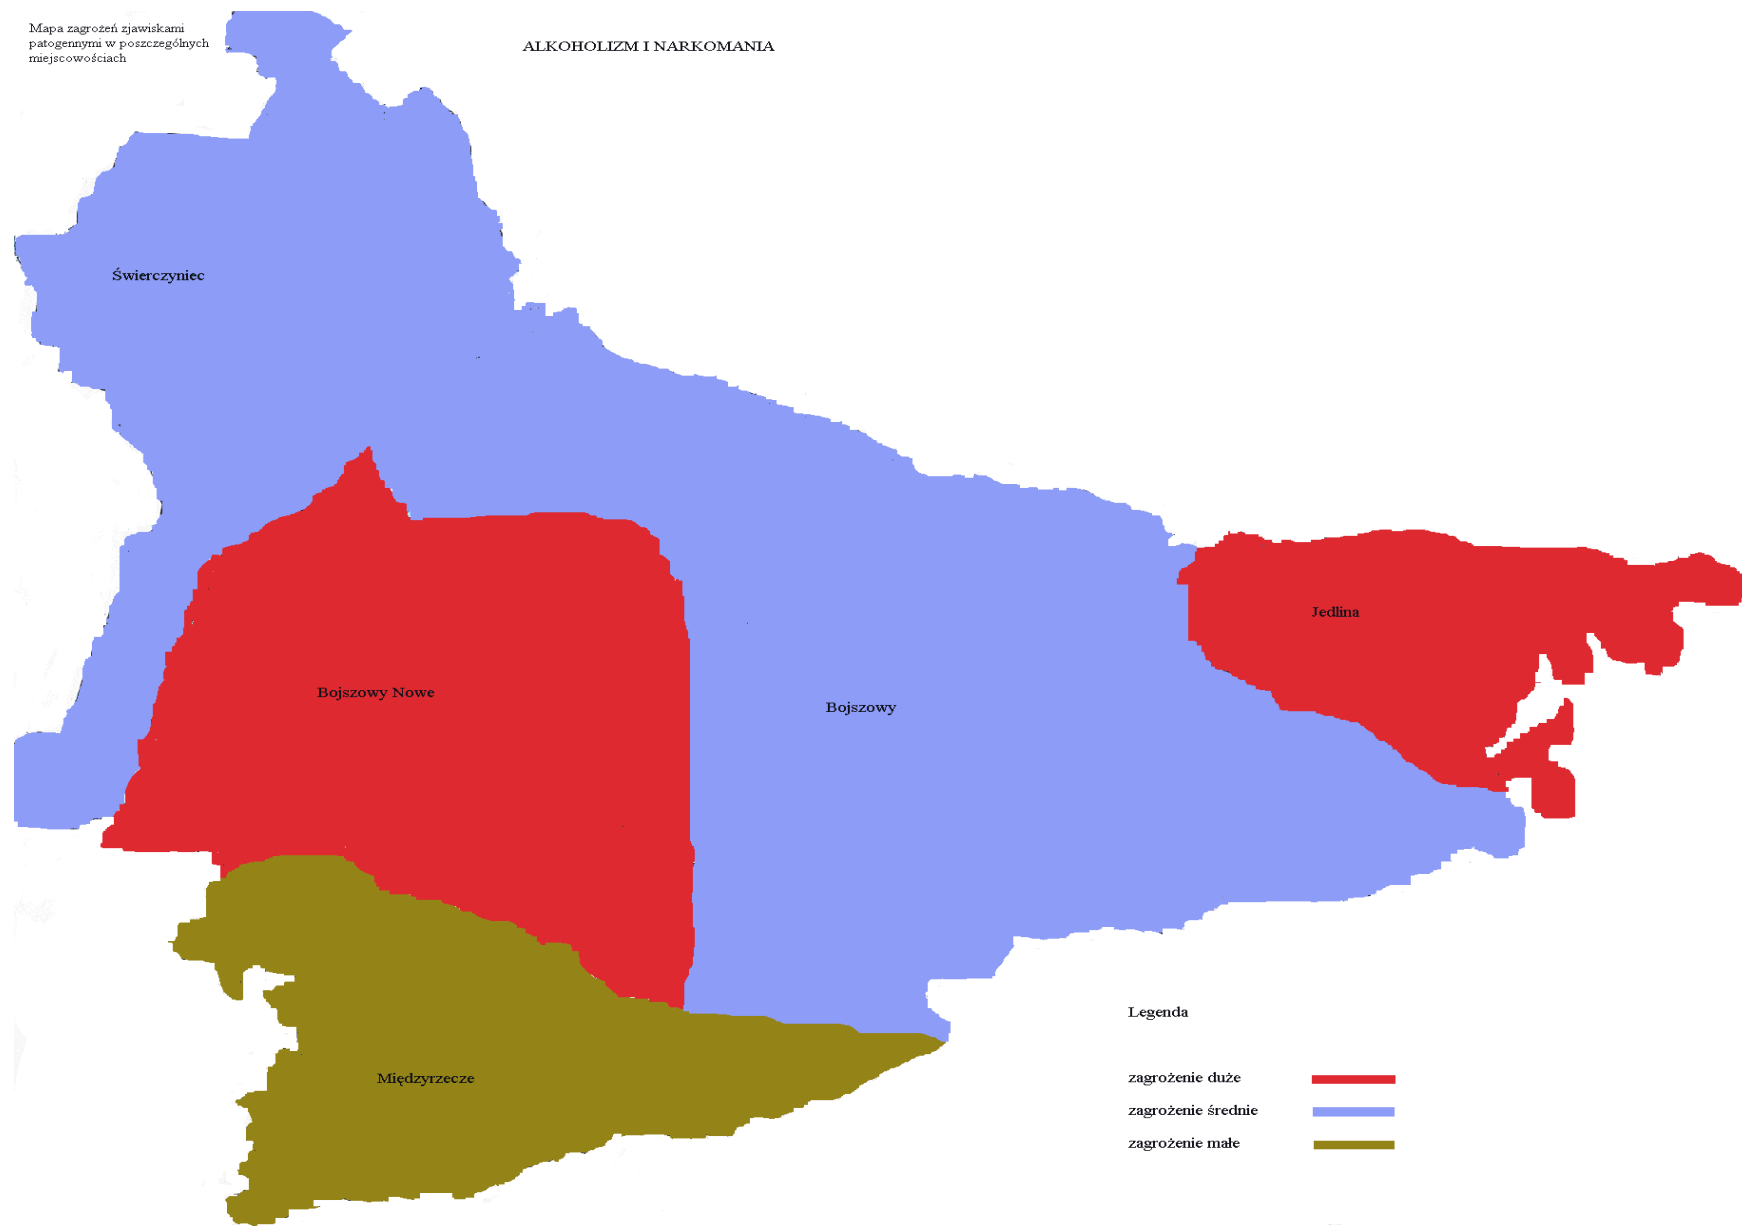 Mapa zagrożeń zjawiskami
patogennymi w poszczególnych
miejscowościach
ALKOHOLIZM I NARKOMANIA
Świerczyniec
Jedlina
Bojszowy Nowe
Bojszowy
Międzyrzecze
Legenda
zagrożenie duże
zagrożenie średnie
zagrożenie małe